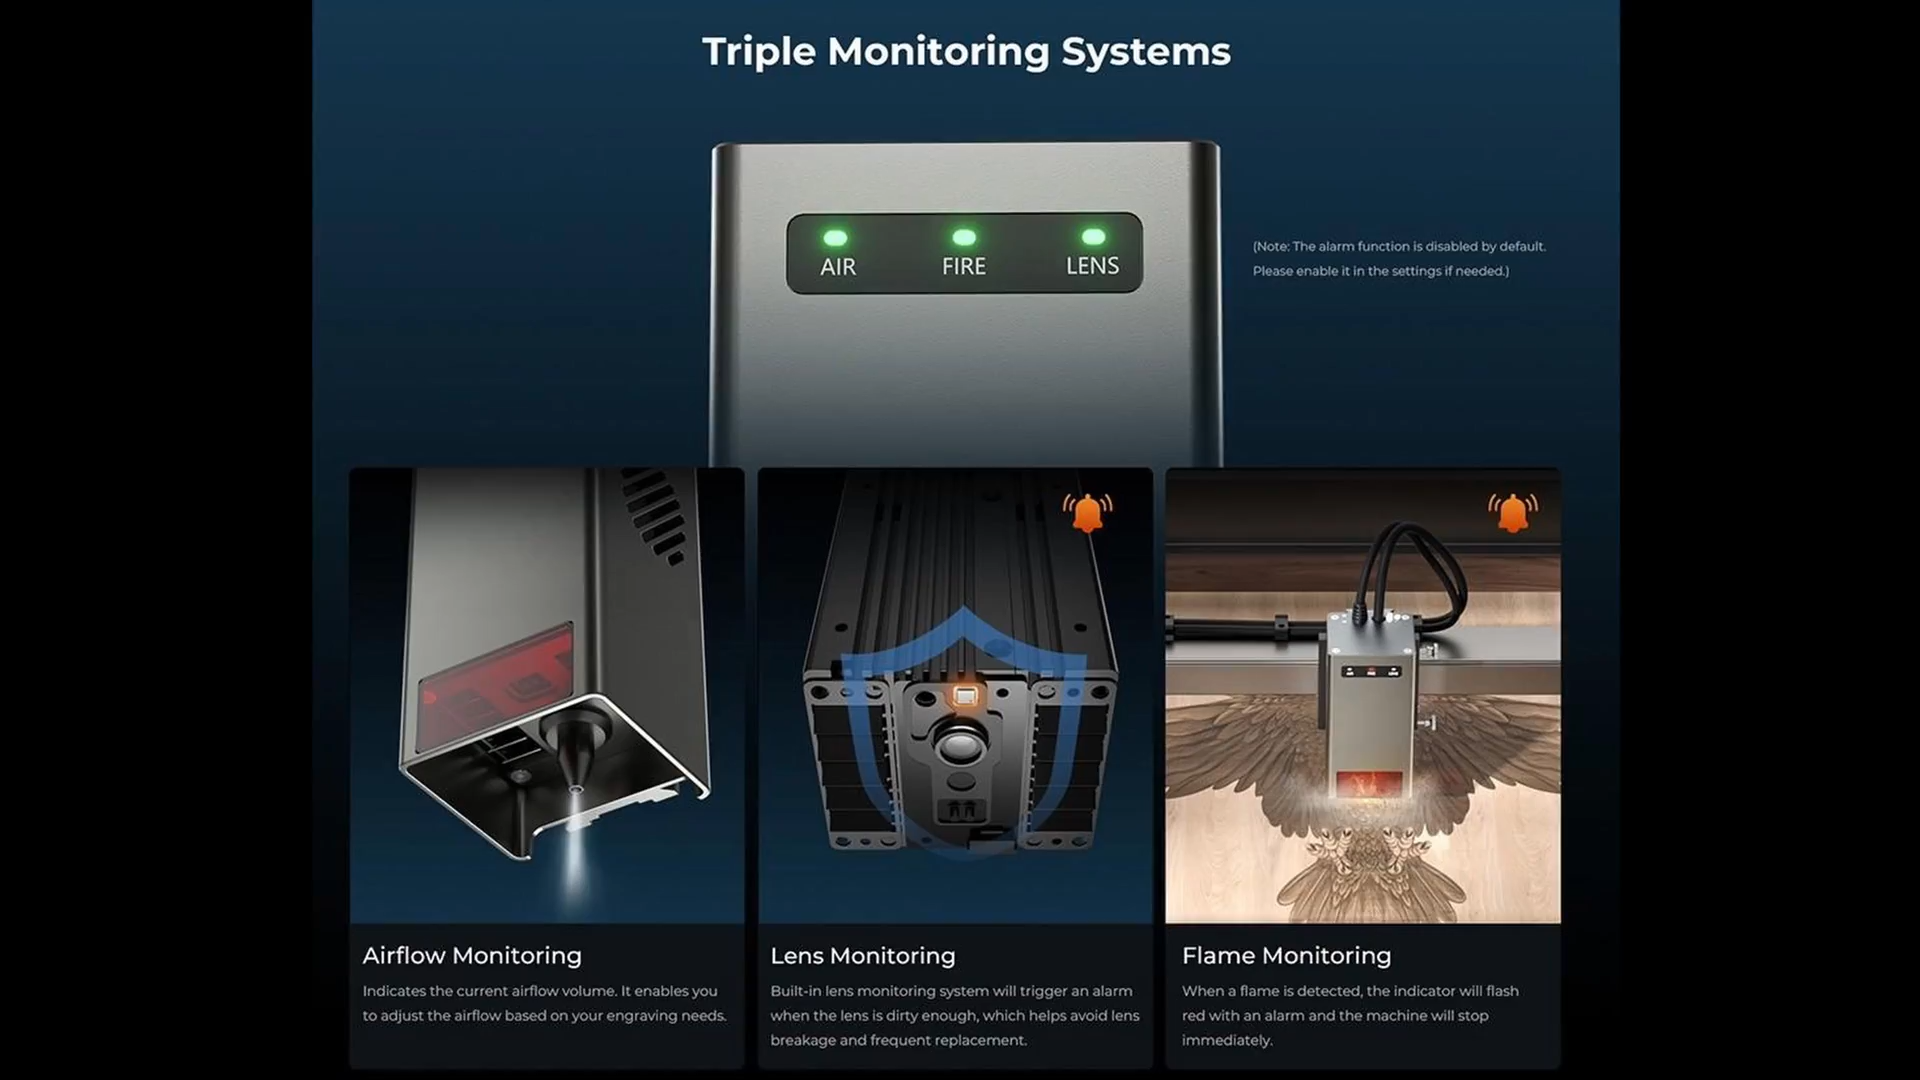 Triple Monitoring Systems
AIR FIRE LENS
(Note: The alarm function is disabled by default.
Please enable it in the settings if needed.)
Airflow Monitoring
Indicates the current airflow volume. It enables you
to adjust the airflow based on your engraving needs.
Lens Monitoring
Built-in lens monitoring system will trigger an alarm
when the lens is dirty enough, which helps avoid lens
breakage and frequent replacement.
AIR FIRE LENS
Flame Monitoring
When a flame is detected, the indicator will flash
red with an alarm and the machine will stop
immediately.